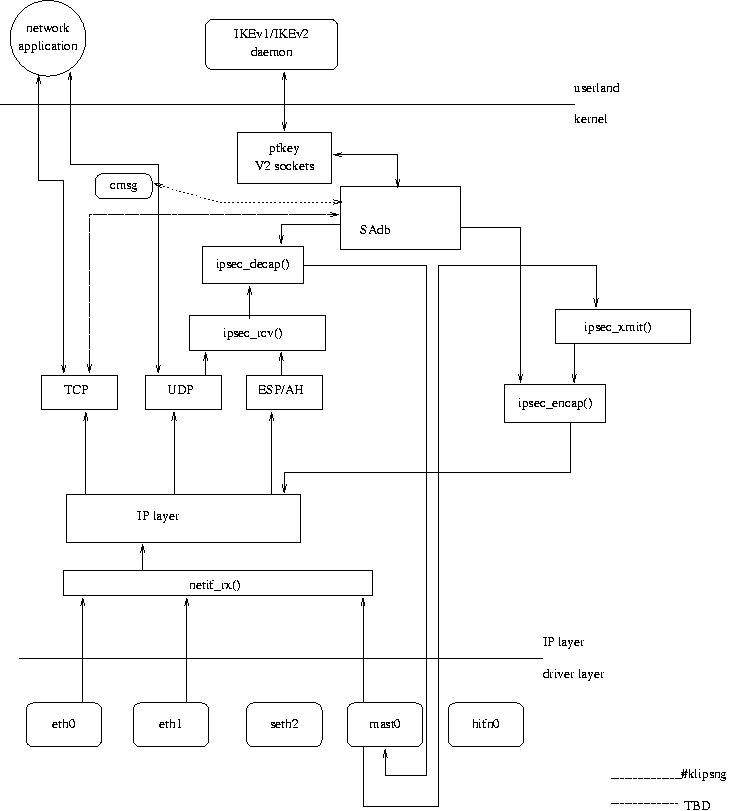 network
application
IKEv1/IKEv2
daemon
userland
kernel
pfkey
V2 sockets
cmsg
SAdb
ipsec_decap()
ipsec_rcv()
ipsec_xmit()
TCP
UDP
ESP/AH
ipsec_encap()
IP layer
netif_rx()
IP layer
driver layer
eth0
eth1
seth2
mast0
hifn0
#klipsng
TBD